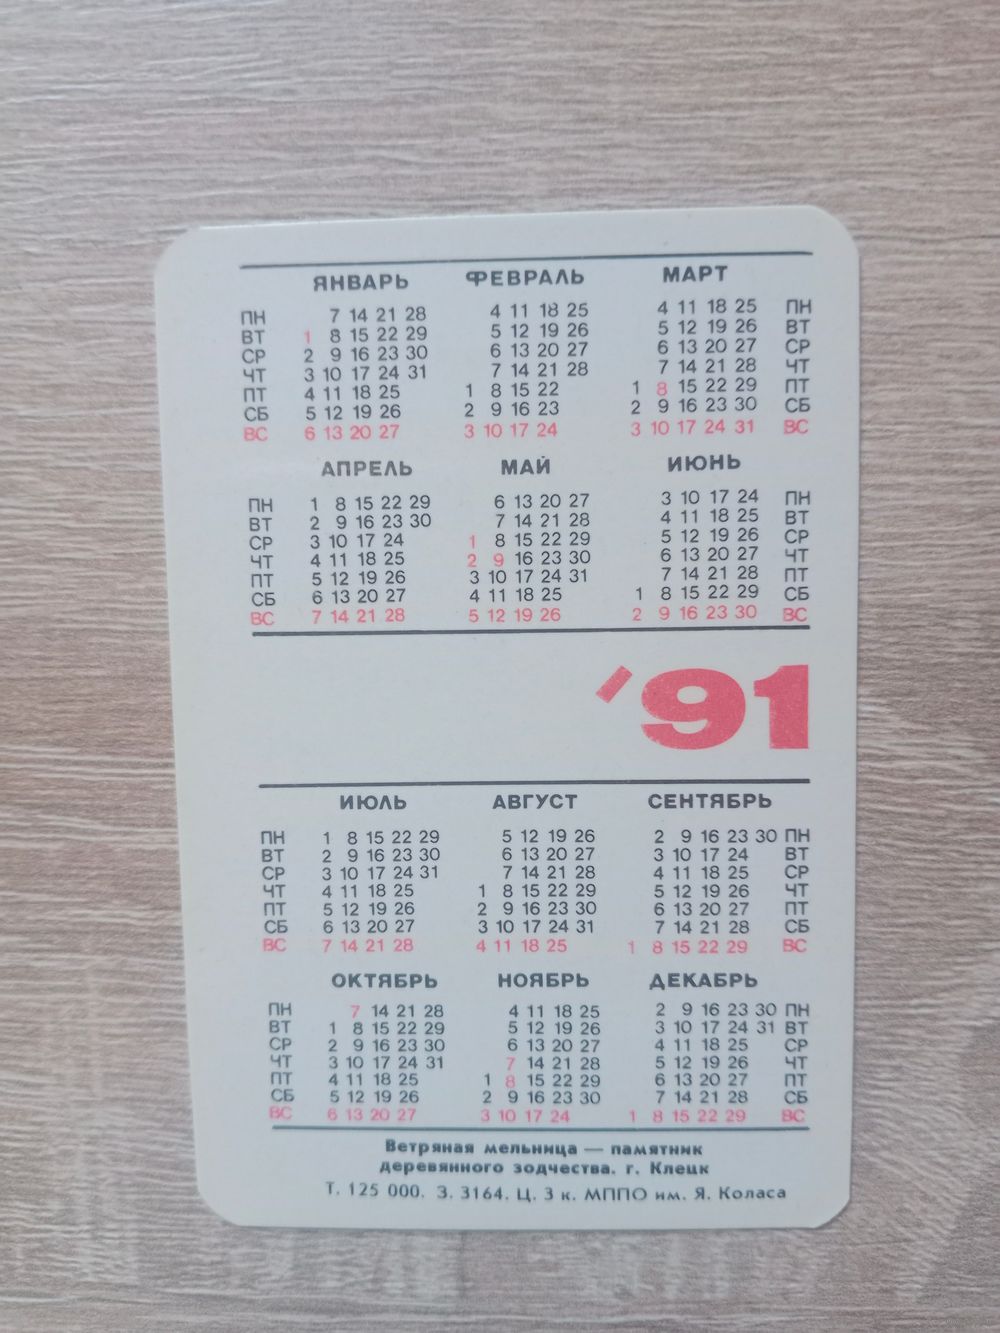 ЯНВАРЬ ФЕВРАЛЬ МАРТ
ПН 7 14 21 28 4 11 18 25 4 11 18 25 ПН
ВТ 1 8 15 22 29 5 12 19 26 5 12 19 26 ВТ
СР 2 9 16 23 30 6 13 20 27 6 13 20 27 СР
ЧТ 3 10 17 24 31 7 14 21 28 7 14 21 28 ЧТ
ПТ 4 11 18 25 1 8 15 22 1 8 15 22 29 ПТ
СБ 5 12 19 26 2 9 16 23 2 9 16 23 30 СБ
ВС 6 13 20 27 3 10 17 24 3 10 17 24 31 ВС
АПРЕЛЬ МАЙ ИЮНЬ
ПН 1 8 15 22 29 6 13 20 27 3 10 17 24 ПН
ВТ 2 9 16 23 30 7 14 21 28 4 11 18 25 ВТ
СР 3 10 17 24 1 8 15 22 29 5 12 19 26 СР
ЧТ 4 11 18 25 2 9 16 23 30 6 13 20 27 ЧТ
ПТ 5 12 19 26 3 10 17 24 31 7 14 21 28 ПТ
СБ 6 13 20 27 4 11 18 25 1 8 15 22 29 СБ
ВС 7 14 21 28 5 12 19 26 2 9 16 23 30 ВС
'91
ИЮЛЬ АВГУСТ СЕНТЯБРЬ
ПН 1 8 15 22 29 5 12 19 26 2 9 16 23 30 ПН
ВТ 2 9 16 23 30 6 13 20 27 3 10 17 24 ВТ
СР 3 10 17 24 31 7 14 21 28 4 11 18 25 СР
ЧТ 4 11 18 25 1 8 15 22 29 5 12 19 26 ЧТ
ПТ 5 12 19 26 2 9 16 23 30 6 13 20 27 ПТ
СБ 6 13 20 27 3 10 17 24 31 7 14 21 28 СБ
ВС 7 14 21 28 4 11 18 25 1 8 15 22 29 ВС
ОКТЯБРЬ НОЯБРЬ ДЕКАБРЬ
ПН 7 14 21 28 4 11 18 25 2 9 16 23 30 ПН
ВТ 1 8 15 22 29 5 12 19 26 3 10 17 24 31 ВТ
СР 2 9 16 23 30 6 13 20 27 4 11 18 25 СР
ЧТ 3 10 17 24 31 7 14 21 28 5 12 19 26 ЧТ
ПТ 4 11 18 25 1 8 15 22 29 6 13 20 27 ПТ
СБ 5 12 19 26 2 9 16 23 30 7 14 21 28 СБ
ВС 6 13 20 27 3 10 17 24 1 8 15 22 29 ВС
Ветряная мельница — памятник
деревянного зодчества. г. Клецк
Т. 125 000. З. 3164. Ц. 3 к. МППО им. Я. Коласа